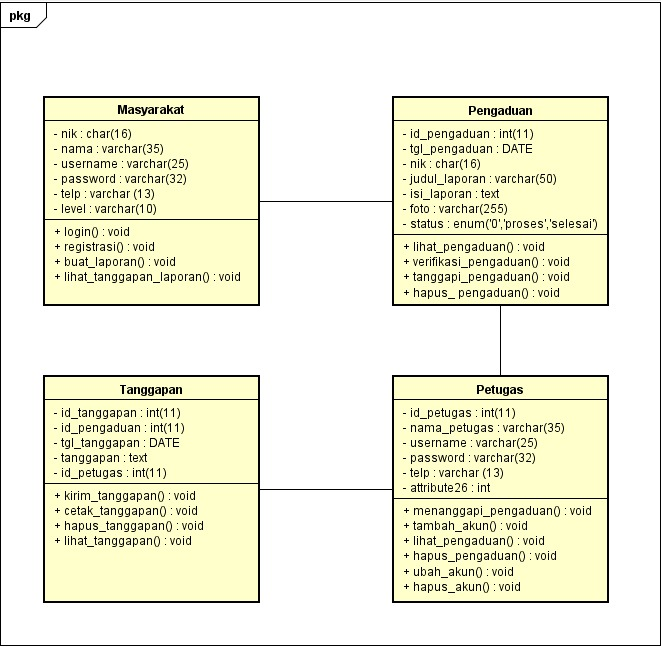 pkg
Masyarakat
- nik : char(16)
- nama : varchar(35)
- username : varchar(25)
- password : varchar(32)
- telp : varchar (13)
- level : varchar(10)
+ login() : void
+ registrasi() : void
+ buat_laporan() : void
+ lihat_tanggapan_laporan() : void
Pengaduan
- id_pengaduan : int(11)
- tgl_pengaduan : DATE
- nik : char(16)
- judul_laporan : varchar(50)
- isi_laporan : text
- foto : varchar(255)
- status : enum('0','proses','selesai')
+ lihat_pengaduan() : void
+ verifikasi_pengaduan() : void
+ tanggapi_pengaduan() : void
+ hapus_ pengaduan() : void
Tanggapan
- id_tanggapan : int(11)
- id_pengaduan : int(11)
- tgl_tanggapan : DATE
- tanggapan : text
- id_petugas : int(11)
+ kirim_tanggapan() : void
+ cetak_tanggapan() : void
+ hapus_tanggapan() : void
+ lihat_tanggapan() : void
Petugas
- id_petugas : int(11)
- nama_petugas : varchar(35)
- username : varchar(25)
- password : varchar(32)
- telp : varchar (13)
- attribute26 : int
+ menanggapi_pengaduan() : void
+ tambah_akun() : void
+ lihat_pengaduan() : void
+ hapus_pengaduan() : void
+ ubah_akun() : void
+ hapus_akun() : void